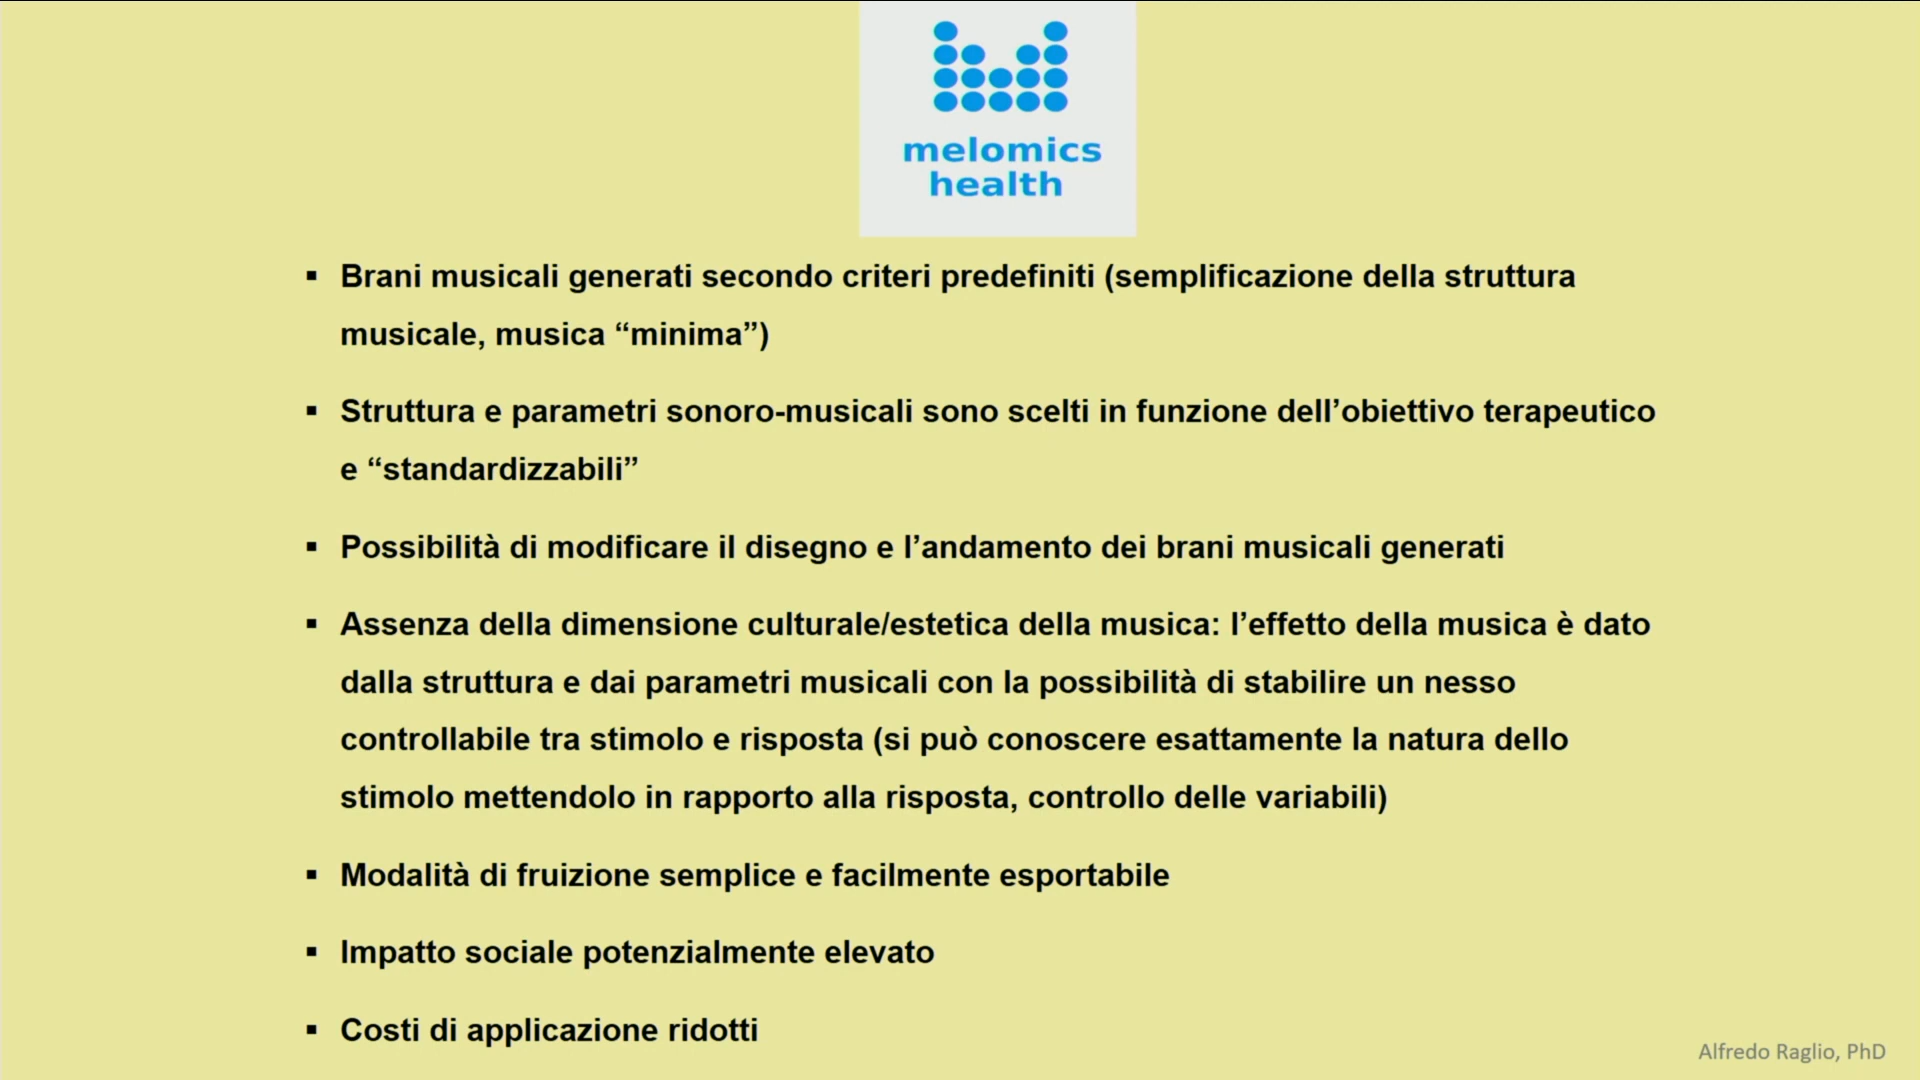 melomics
health
▪ Brani musicali generati secondo criteri predefiniti (semplificazione della struttura
musicale, musica “minima”)
▪ Struttura e parametri sonoro-musicali sono scelti in funzione dell’obiettivo terapeutico
e “standardizzabili”
▪ Possibilità di modificare il disegno e l’andamento dei brani musicali generati
▪ Assenza della dimensione culturale/estetica della musica: l’effetto della musica è dato
dalla struttura e dai parametri musicali con la possibilità di stabilire un nesso
controllabile tra stimolo e risposta (si può conoscere esattamente la natura dello
stimolo mettendolo in rapporto alla risposta, controllo delle variabili)
▪ Modalità di fruizione semplice e facilmente esportabile
▪ Impatto sociale potenzialmente elevato
▪ Costi di applicazione ridotti
Alfredo Raglio, PhD